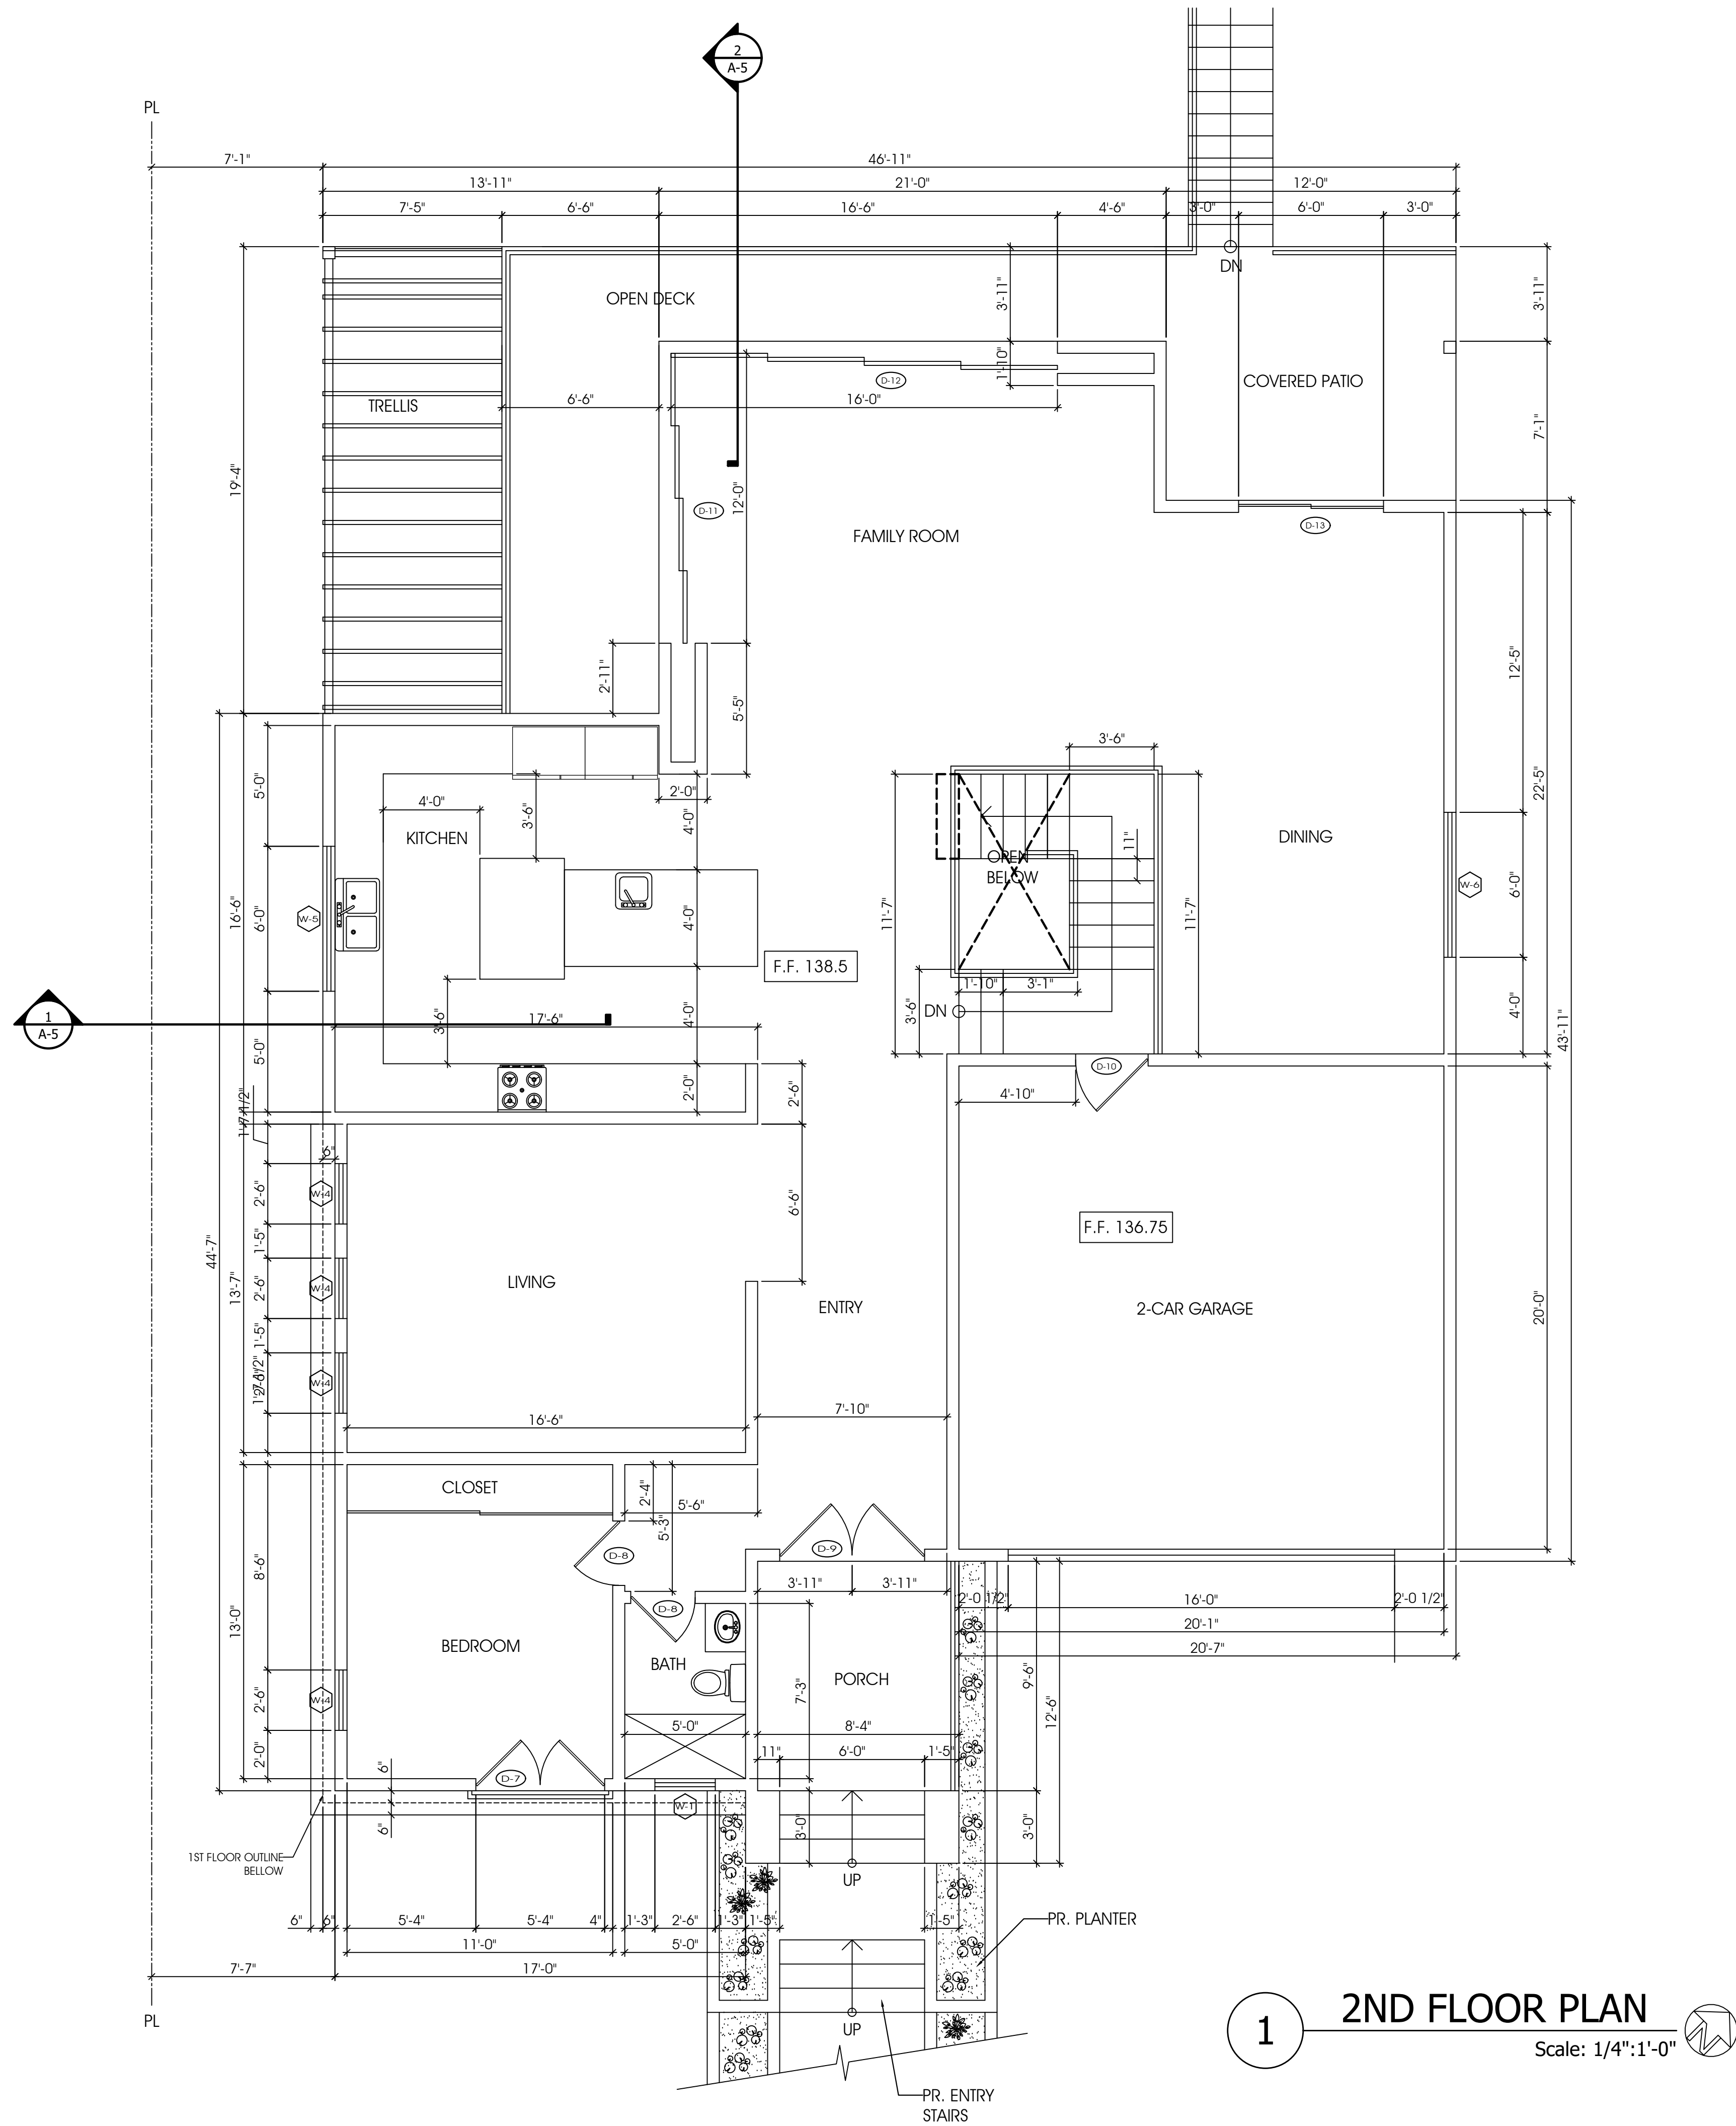 2
A-5
PL
7'-1"
46'-11"
13'-11"
21'-0"
12'-0"
7'-5"
6'-6"
16'-6"
4'-6"
3'-0"
6'-0"
3'-0"
DN
OPEN DECK
3'-11"
3'-11"
1'-10"
COVERED PATIO
D-12
TRELLIS
6'-6"
16'-0"
7'-1"
19'-4"
12'-0"
D-11
D-13
FAMILY ROOM
12'-5"
2'-11"
5'-5"
3'-6"
22'-5"
5'-0"
4'-0"
3'-6"
2'-0"
4'-0"
KITCHEN
11"
DINING
OPEN
BELOW
W-5
6'-0"
16'-6"
4'-0"
11'-7"
11'-7"
W-6
6'-0"
F.F. 138.5
1'-10"
3'-1"
DN
3'-6"
4'-0"
43'-11"
1
A-5
17'-6"
3'-6"
4'-0"
5'-0"
D-10
4'-10"
2'-0"
2'-6"
1'-7 1/2"
6"
W-4
2'-6"
6'-6"
1'-5"
F.F. 136.75
44'-7"
13'-7"
2'-6"
W-4
LIVING
ENTRY
2-CAR GARAGE
20'-0"
1'-5"
1'-7 1/2"
2'-6"
W-4
16'-6"
7'-10"
CLOSET
2'-4"
5'-6"
5'-3"
D-8
D-9
8'-6"
3'-11"
3'-11"
2'-0 1/2"
16'-0"
2'-0 1/2"
D-8
13'-0"
20'-1"
BEDROOM
20'-7"
BATH
PORCH
9'-6"
12'-6"
2'-6"
W-4
7'-3"
5'-0"
8'-4"
2'-0"
6"
11"
6'-0"
1'-5"
D-7
W-1
6"
3'-0"
3'-0"
1ST FLOOR OUTLINE
BELLOW
UP
6"
6"
5'-4"
5'-4"
4"
1'-3"
2'-6"
1'-3"
1'-5"
1'-5"
PR. PLANTER
11'-0"
5'-0"
7'-7"
17'-0"
PL
UP
PR. ENTRY
STAIRS
1
2ND FLOOR PLAN
Scale: 1/4":1'-0"